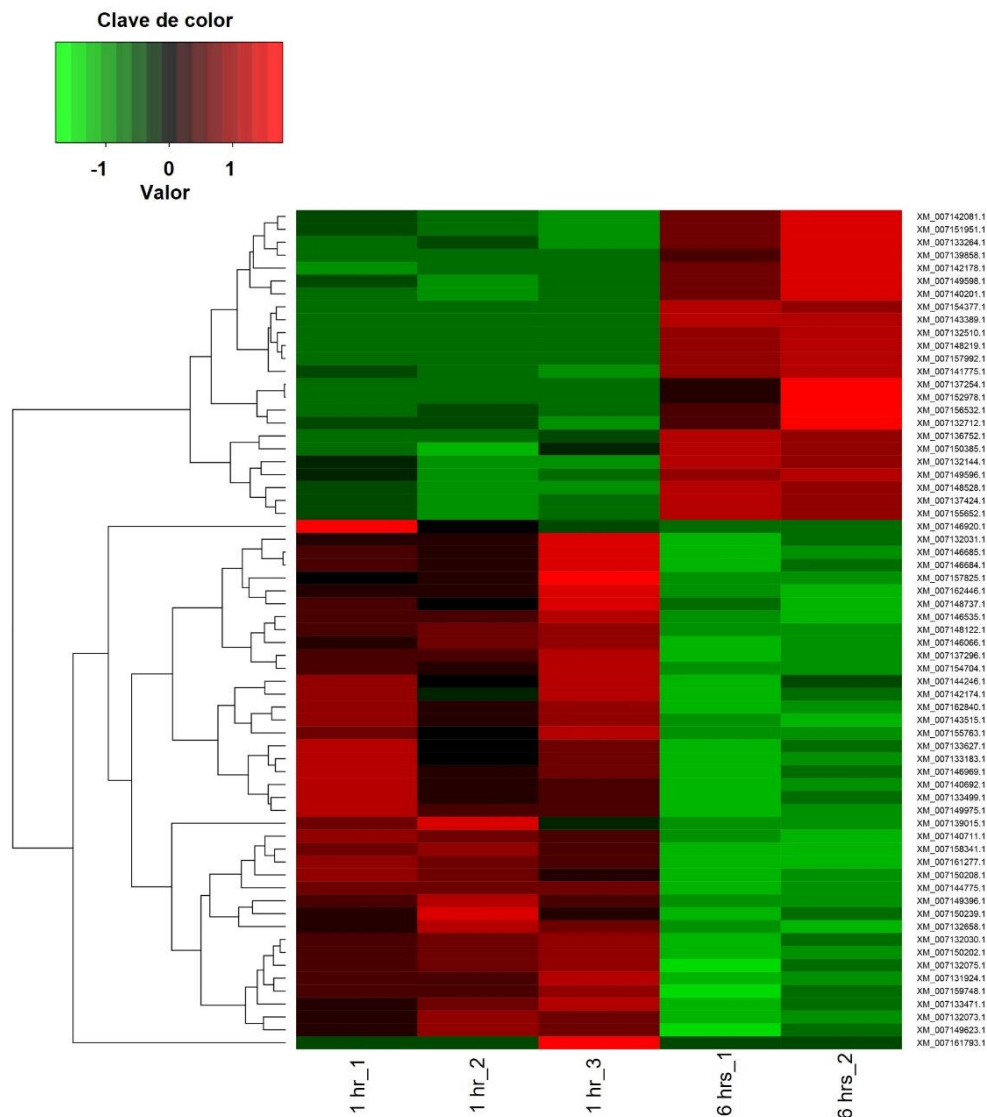 Clave de color
-1 0 1
Valor
XM_007142081.1
XM_007151951.1
XM_007133264.1
XM_007139858.1
XM_007142178.1
XM_007149598.1
XM_007140201.1
XM_007154377.1
XM_007143389.1
XM_007132510.1
XM_007148219.1
XM_007157992.1
XM_007141775.1
XM_007137254.1
XM_007152978.1
XM_007156532.1
XM_007132712.1
XM_007136752.1
XM_007150385.1
XM_007132144.1
XM_007149596.1
XM_007148528.1
XM_007137424.1
XM_007155652.1
XM_007146920.1
XM_007132031.1
XM_007146685.1
XM_007146684.1
XM_007157825.1
XM_007162446.1
XM_007148737.1
XM_007146535.1
XM_007148122.1
XM_007146066.1
XM_007137296.1
XM_007154704.1
XM_007144246.1
XM_007142174.1
XM_007162840.1
XM_007143515.1
XM_007155763.1
XM_007133627.1
XM_007133183.1
XM_007146969.1
XM_007140692.1
XM_007133499.1
XM_007149975.1
XM_007139015.1
XM_007140711.1
XM_007158341.1
XM_007161277.1
XM_007150208.1
XM_007144775.1
XM_007149396.1
XM_007150239.1
XM_007132658.1
XM_007132030.1
XM_007150202.1
XM_007132075.1
XM_007131924.1
XM_007159748.1
XM_007133471.1
XM_007132073.1
XM_007149623.1
XM_007161793.1
1 hr_1
1 hr_2
1 hr_3
6 hrs_1
6 hrs_2